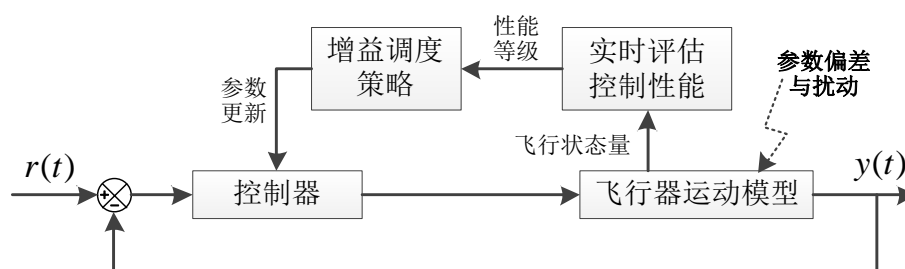 增益调度
策略
性能
等级
实时评估
控制性能
参数偏差
与扰动
参数
更新
飞行状态量
r(t)
控制器
飞行器运动模型
y(t)